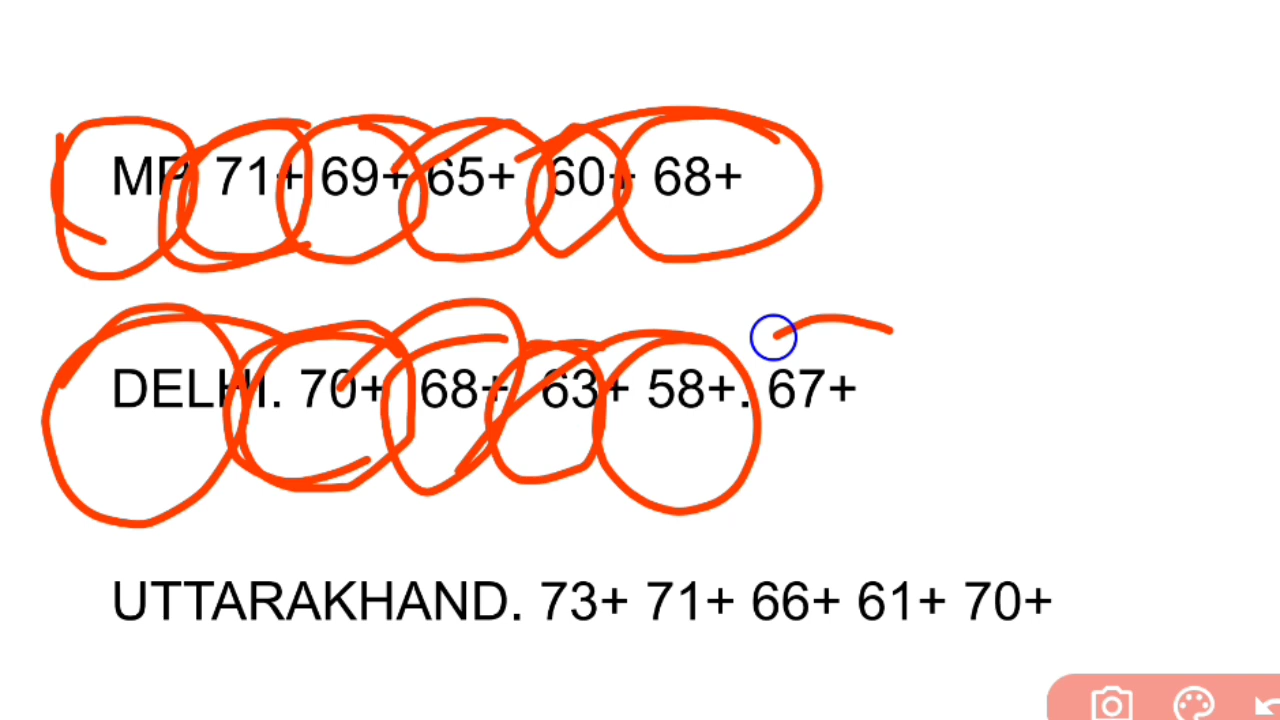 MP 71+ 69+ 65+ 60+ 68+
DELHI. 70+ 68+ 63+ 58+. 67+
UTTARAKHAND. 73+ 71+ 66+ 61+ 70+